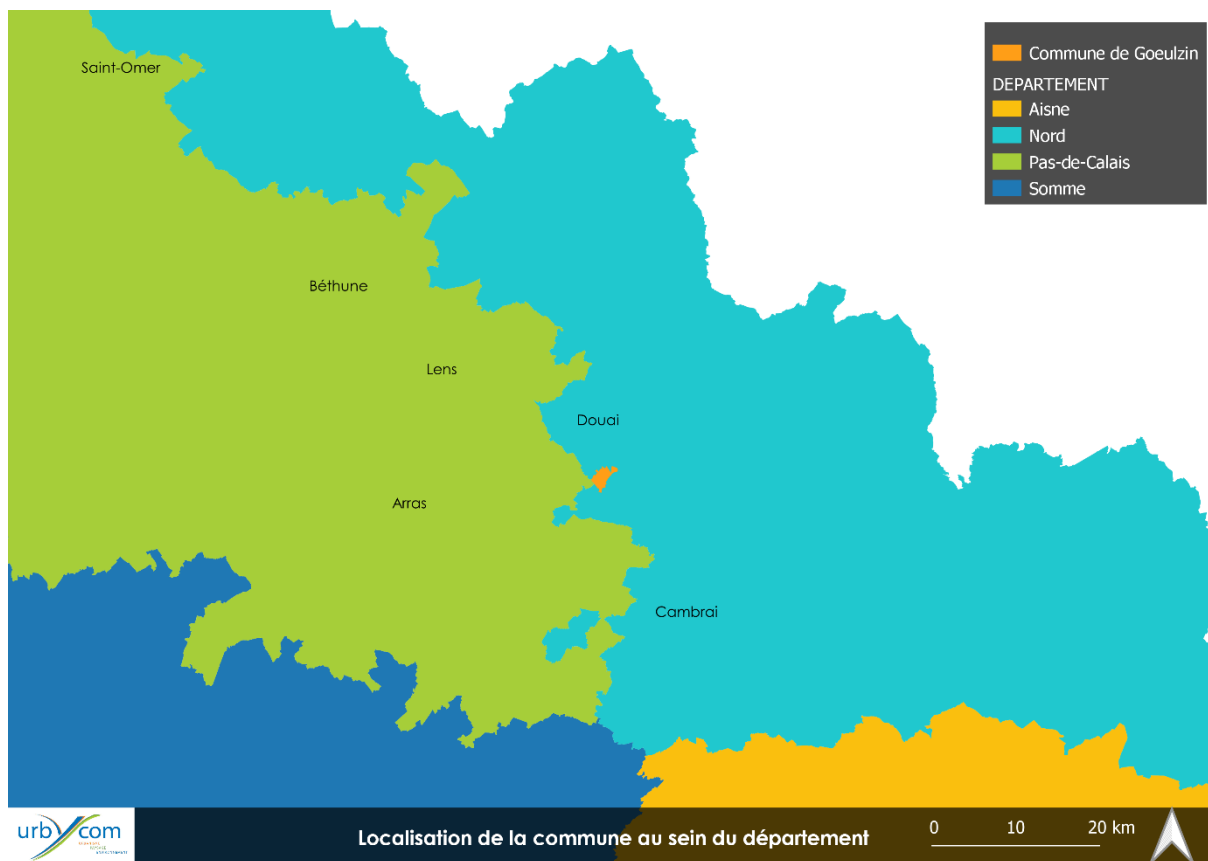 Saint-Omer
Béthune
Lens
Douai
Arras
Cambrai
Commune de Goeulzin
DEPARTEMENT
Aisne
Nord
Pas-de-Calais
Somme
urbycom
Localisation de la commune au sein du département
0 10 20 km